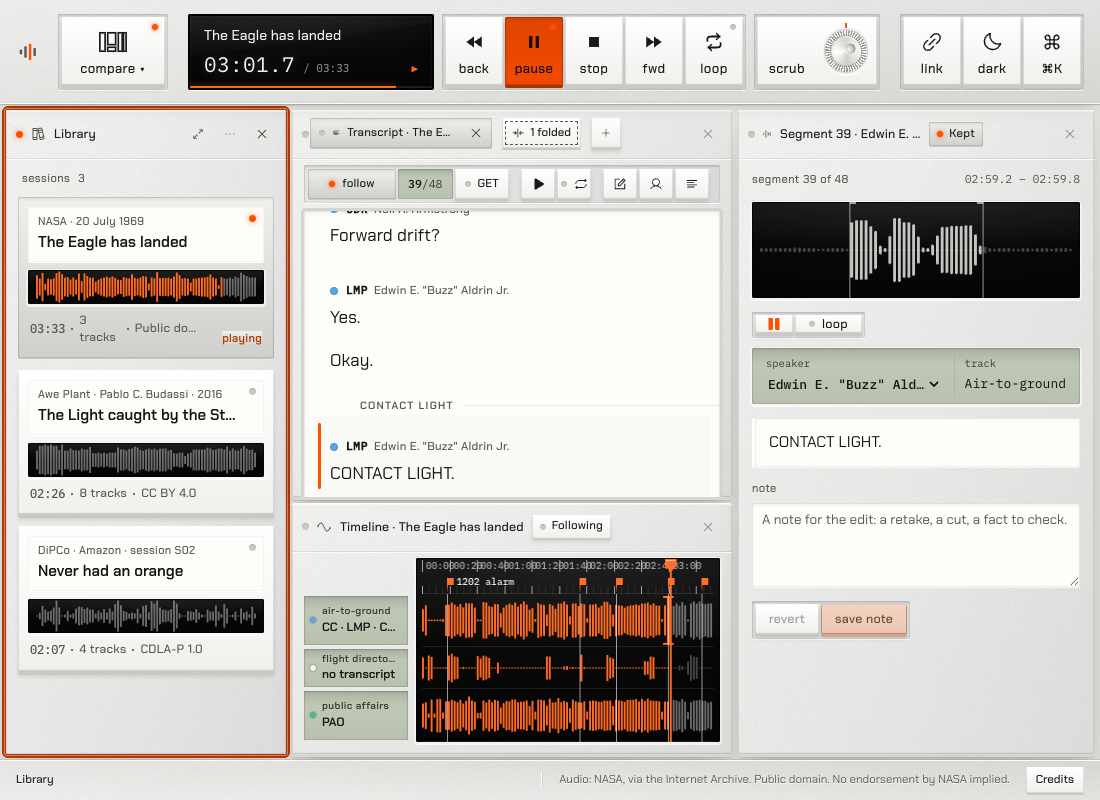 compare ▾
The Eagle has landed
03:01.7 / 03:33
back
pause
stop
fwd
loop
scrub
link
dark
⌘K
Library
sessions 3
NASA · 20 July 1969
The Eagle has landed
03:33 · 3 tracks · Public do...
playing
Awe Plant · Pablo C. Budassi · 2016
The Light caught by the St...
02:26 · 8 tracks · CC BY 4.0
DiPCo · Amazon · session S02
Never had an orange
02:07 · 4 tracks · CDLA-P 1.0
Transcript · The E...
1 folded
+
follow
39/48
GET
Forward drift?
LMP Edwin E. "Buzz" Aldrin Jr.
Yes.
Okay.
CONTACT LIGHT
LMP Edwin E. "Buzz" Aldrin Jr.
CONTACT LIGHT.
Timeline · The Eagle has landed
Following
1202 alarm
air-to-ground
CC · LMP · C...
flight directo...
no transcript
public affairs
PAO
Segment 39 · Edwin E. ...
Kept
segment 39 of 48
02:59.2 – 02:59.8
loop
speaker
Edwin E. "Buzz" Ald...
track
Air-to-ground
CONTACT LIGHT.
note
A note for the edit: a retake, a cut, a fact to check.
revert
save note
Library
Audio: NASA, via the Internet Archive. Public domain. No endorsement by NASA implied.
Credits